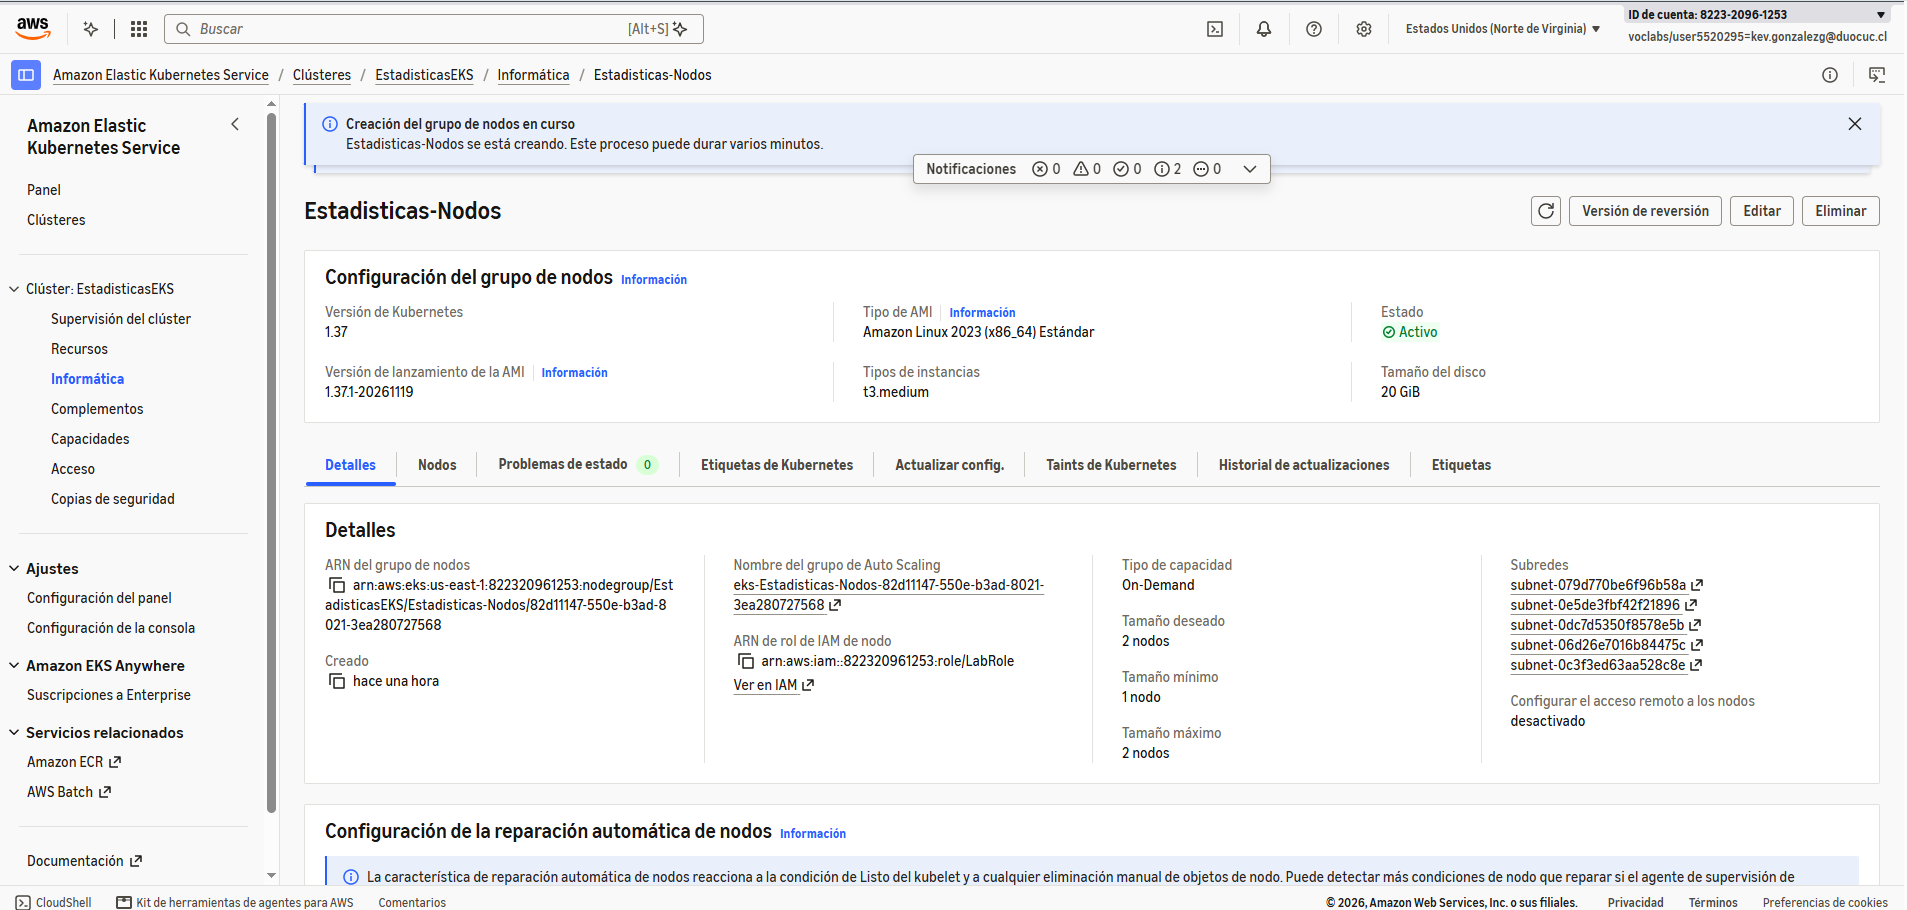 aws
Buscar
[Alt+S]
Estados Unidos (Norte de Virginia)
ID de cuenta: 8223-2096-1253
voclabs/user5520295=kev.gonzalezg@duocuc.cl
Amazon Elastic Kubernetes Service / Clústeres / EstadisticasEKS / Informática / Estadisticas-Nodos
Amazon Elastic
Kubernetes Service
Panel
Clústeres
Clúster: EstadisticasEKS
Supervisión del clúster
Recursos
Informática
Complementos
Capacidades
Acceso
Copias de seguridad
Ajustes
Configuración del panel
Configuración de la consola
Amazon EKS Anywhere
Suscripciones a Enterprise
Servicios relacionados
Amazon ECR
AWS Batch
Documentación
Creación del grupo de nodos en curso
Estadisticas-Nodos se está creando. Este proceso puede durar varios minutos.
Notificaciones 0 0 0 2 0
Estadisticas-Nodos
Versión de reversión
Editar
Eliminar
Configuración del grupo de nodos Información
Versión de Kubernetes
1.37
Tipo de AMI Información
Amazon Linux 2023 (x86_64) Estándar
Estado
Activo
Versión de lanzamiento de la AMI Información
1.37.1-20261119
Tipos de instancias
t3.medium
Tamaño del disco
20 GiB
Detalles
Nodos
Problemas de estado 0
Etiquetas de Kubernetes
Actualizar config.
Taints de Kubernetes
Historial de actualizaciones
Etiquetas
Detalles
ARN del grupo de nodos
arn:aws:eks:us-east-1:822320961253:nodegroup/Est
adisticasEKS/Estadisticas-Nodos/82d11147-550e-b3ad-8
021-3ea280727568
Creado
hace una hora
Nombre del grupo de Auto Scaling
eks-Estadisticas-Nodos-82d11147-550e-b3ad-8021-
3ea280727568
ARN de rol de IAM de nodo
arn:aws:iam::822320961253:role/LabRole
Ver en IAM
Tipo de capacidad
On-Demand
Tamaño deseado
2 nodos
Tamaño mínimo
1 nodo
Tamaño máximo
2 nodos
Subredes
subnet-079d770be6f96b58a
subnet-0e5de3fbf42f21896
subnet-0dc7d5350f8578e5b
subnet-06d26e7016b84475c
subnet-0c3f3ed63aa528c8e
Configurar el acceso remoto a los nodos
desactivado
Configuración de la reparación automática de nodos Información
La característica de reparación automática de nodos reacciona a la condición de Listo del kubelet y a cualquier eliminación manual de objetos de nodo. Puede detectar más condiciones de nodo que reparar si el agente de supervisión de
CloudShell
Kit de herramientas de agentes para AWS
Comentarios
© 2026, Amazon Web Services, Inc. o sus filiales.
Privacidad
Términos
Preferencias de cookies